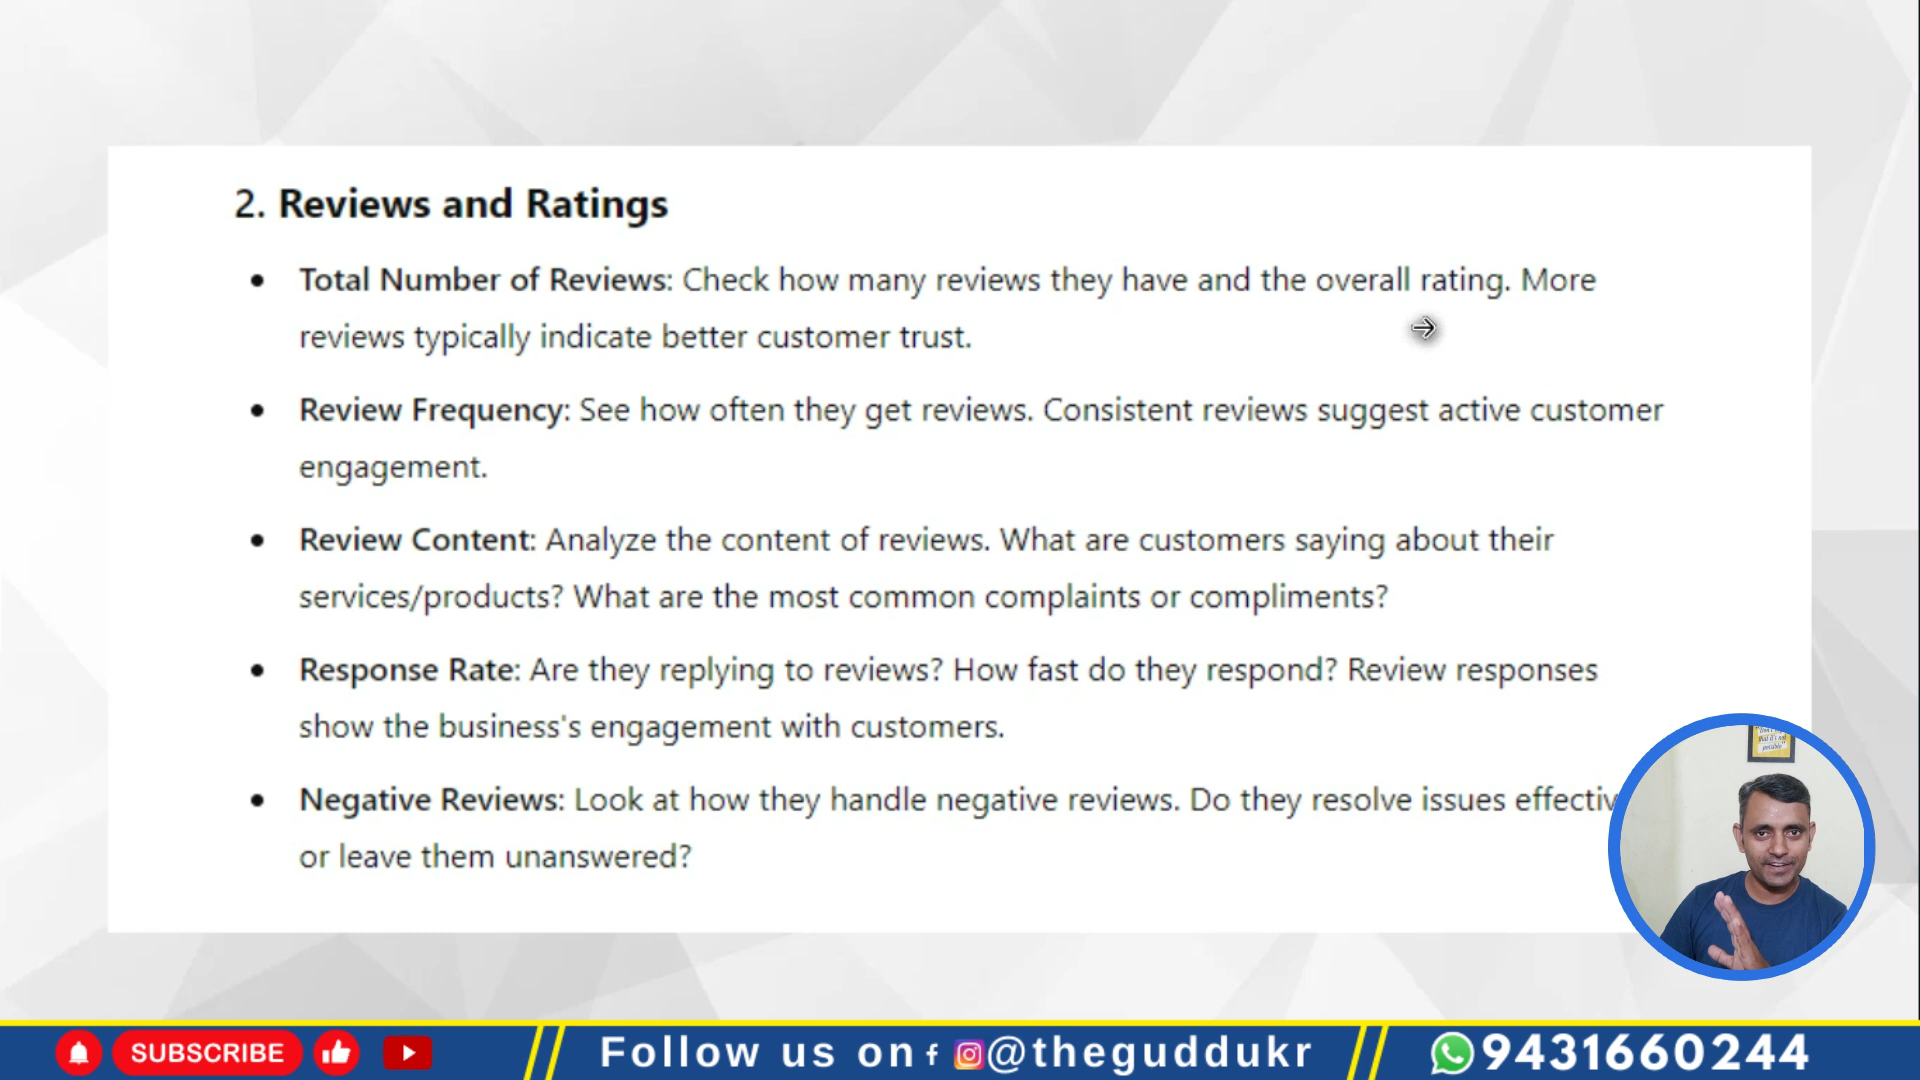 2. Reviews and Ratings
• Total Number of Reviews: Check how many reviews they have and the overall rating. More
reviews typically indicate better customer trust.
• Review Frequency: See how often they get reviews. Consistent reviews suggest active customer
engagement.
• Review Content: Analyze the content of reviews. What are customers saying about their
services/products? What are the most common complaints or compliments?
• Response Rate: Are they replying to reviews? How fast do they respond? Review responses
show the business's engagement with customers.
• Negative Reviews: Look at how they handle negative reviews. Do they resolve issues
or leave them unanswered?
that it's not
possible"
SUBSCRIBE
Follow us on f @theguddukr
9431660244